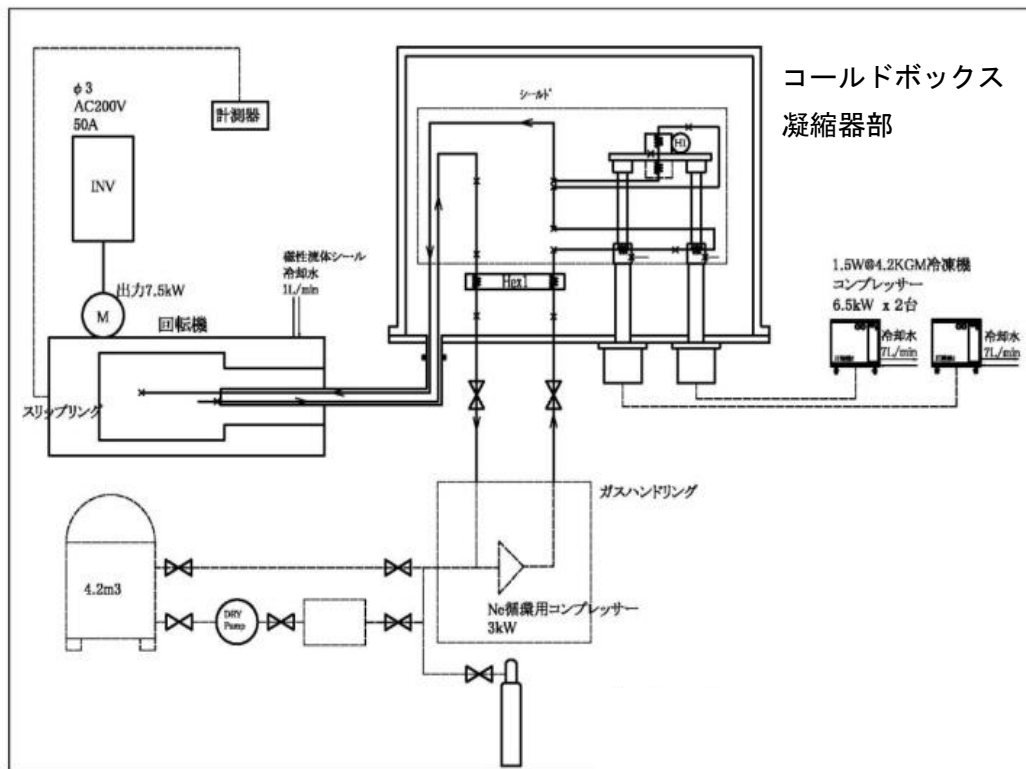 コールドボックス
凝縮器部
φ3
AC200V
50A
計測器
シールド
INV
H1
磁性流体シール
冷却水
1L/min
Hex1
1.5W@4.2KGM冷凍機
コンプレッサー
6.5kW x 2台
出力7.5kW
M
回転機
冷却水
7L/min
冷却水
7L/min
スリップリング
ガスハンドリング
4.2m3
DRY
Pump
Ne循環用コンプレッサー
3kW